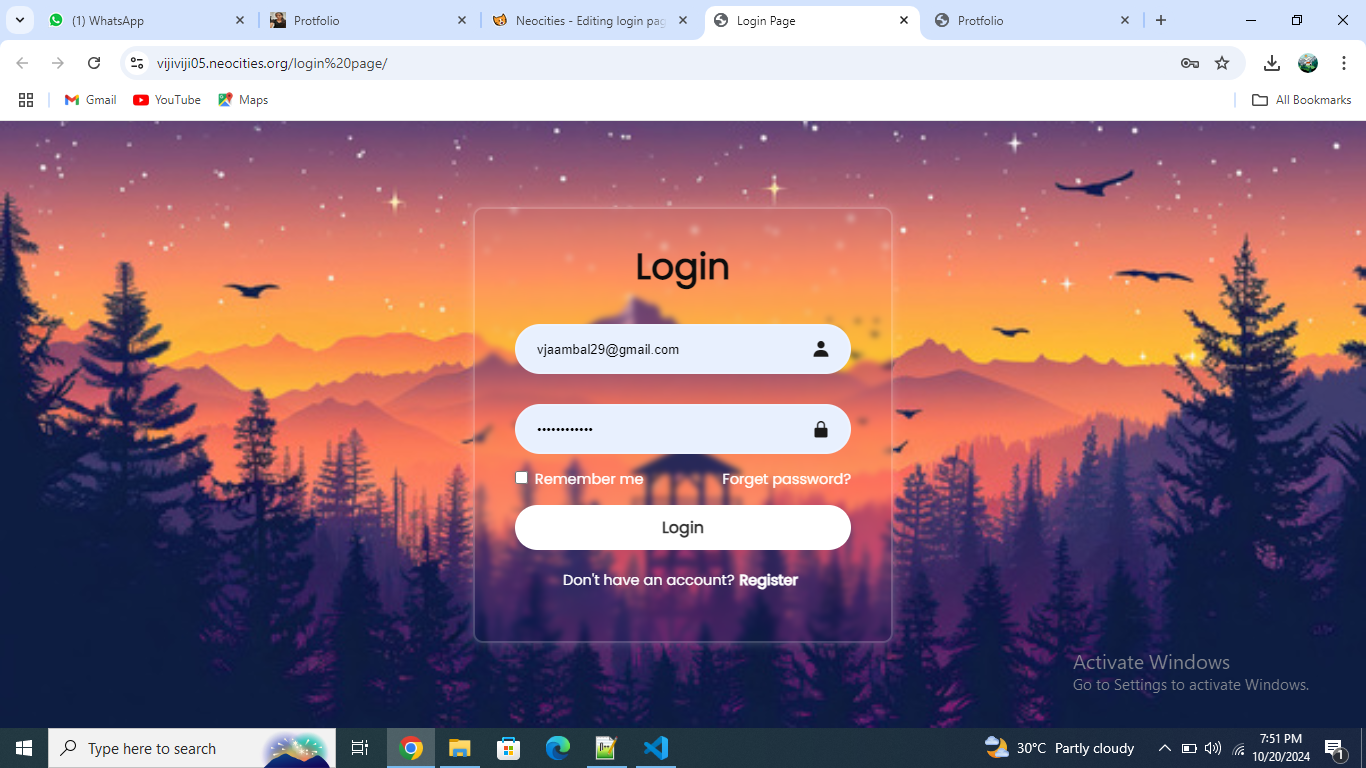 (1) WhatsApp
Protfolio
Neocities - Editing login pag
Login Page
Protfolio
vijiviji05.neocities.org/login%20page/
Gmail
YouTube
Maps
All Bookmarks
Login
vjaambal29@gmail.com
••••••••••••
Remember me
Forget password?
Login
Don't have an account? Register
Activate Windows
Go to Settings to activate Windows.
Type here to search
30°C Partly cloudy
7:51 PM
10/20/2024
1